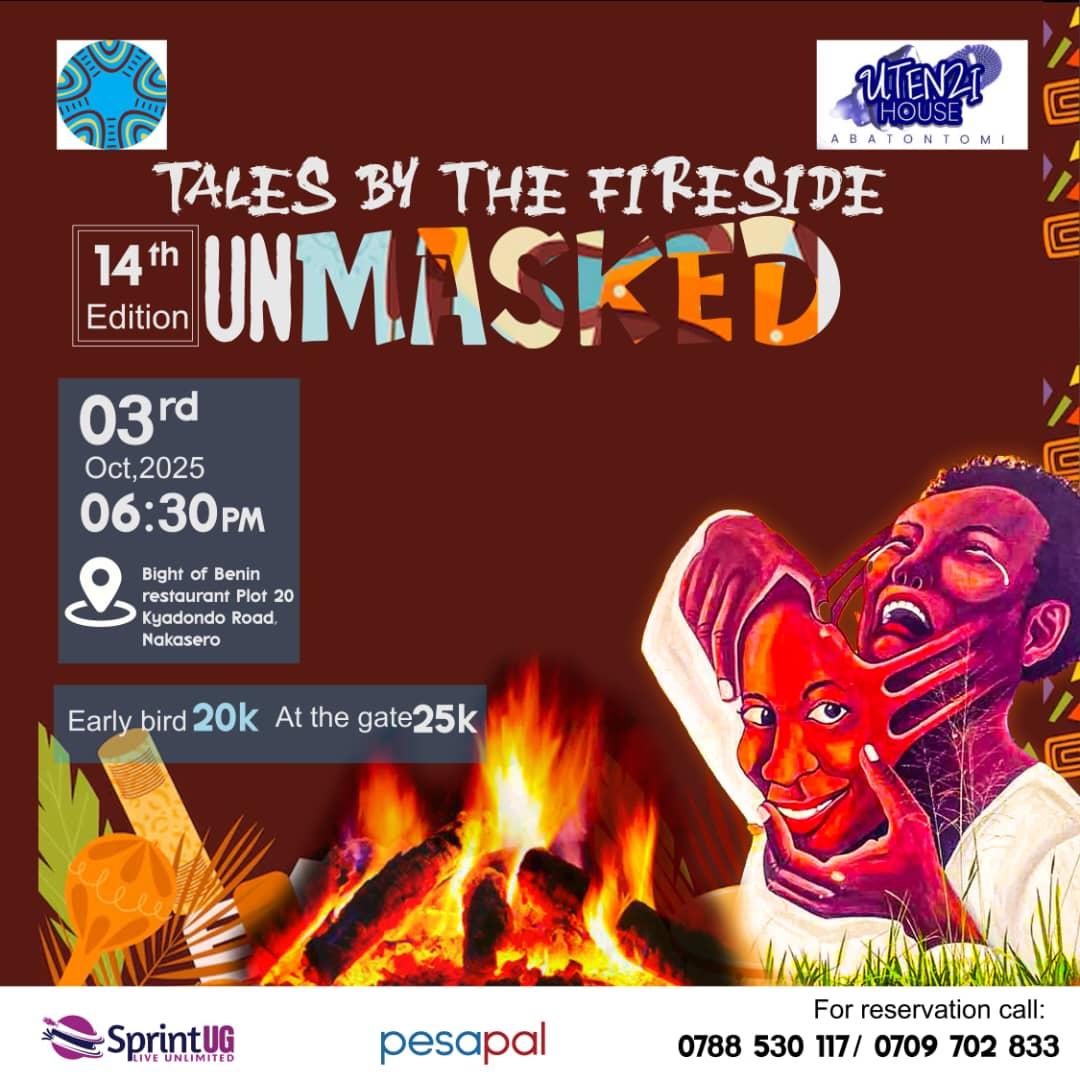 UTENZI
HOUSE
ABATONTOMI
TALES BY THE FIRESIDE
14th
Edition
UNMASKED
03rd
Oct,2025
06:30PM
Bight of Benin
restaurant Plot 20
Kyadondo Road,
Nakasero
Early bird 20k At the gate25k
SprintUG
LIVE UNLIMITED
pesapal
For reservation call:
0788 530 117/ 0709 702 833